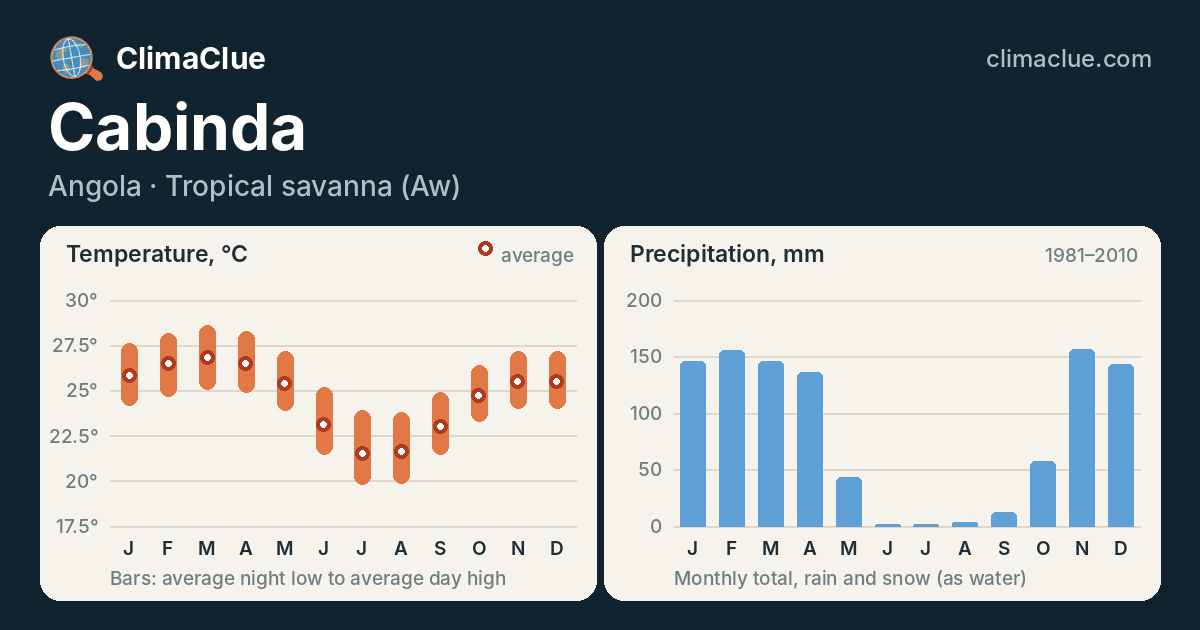 ClimaClue
climaclue.com
Cabinda
Angola · Tropical savanna (Aw)
Temperature, °C
average
30°
27.5°
25°
22.5°
20°
17.5°
J F M A M J J A S O N D
Bars: average night low to average day high
Precipitation, mm
1981–2010
200
150
100
50
0
J F M A M J J A S O N D
Monthly total, rain and snow (as water)